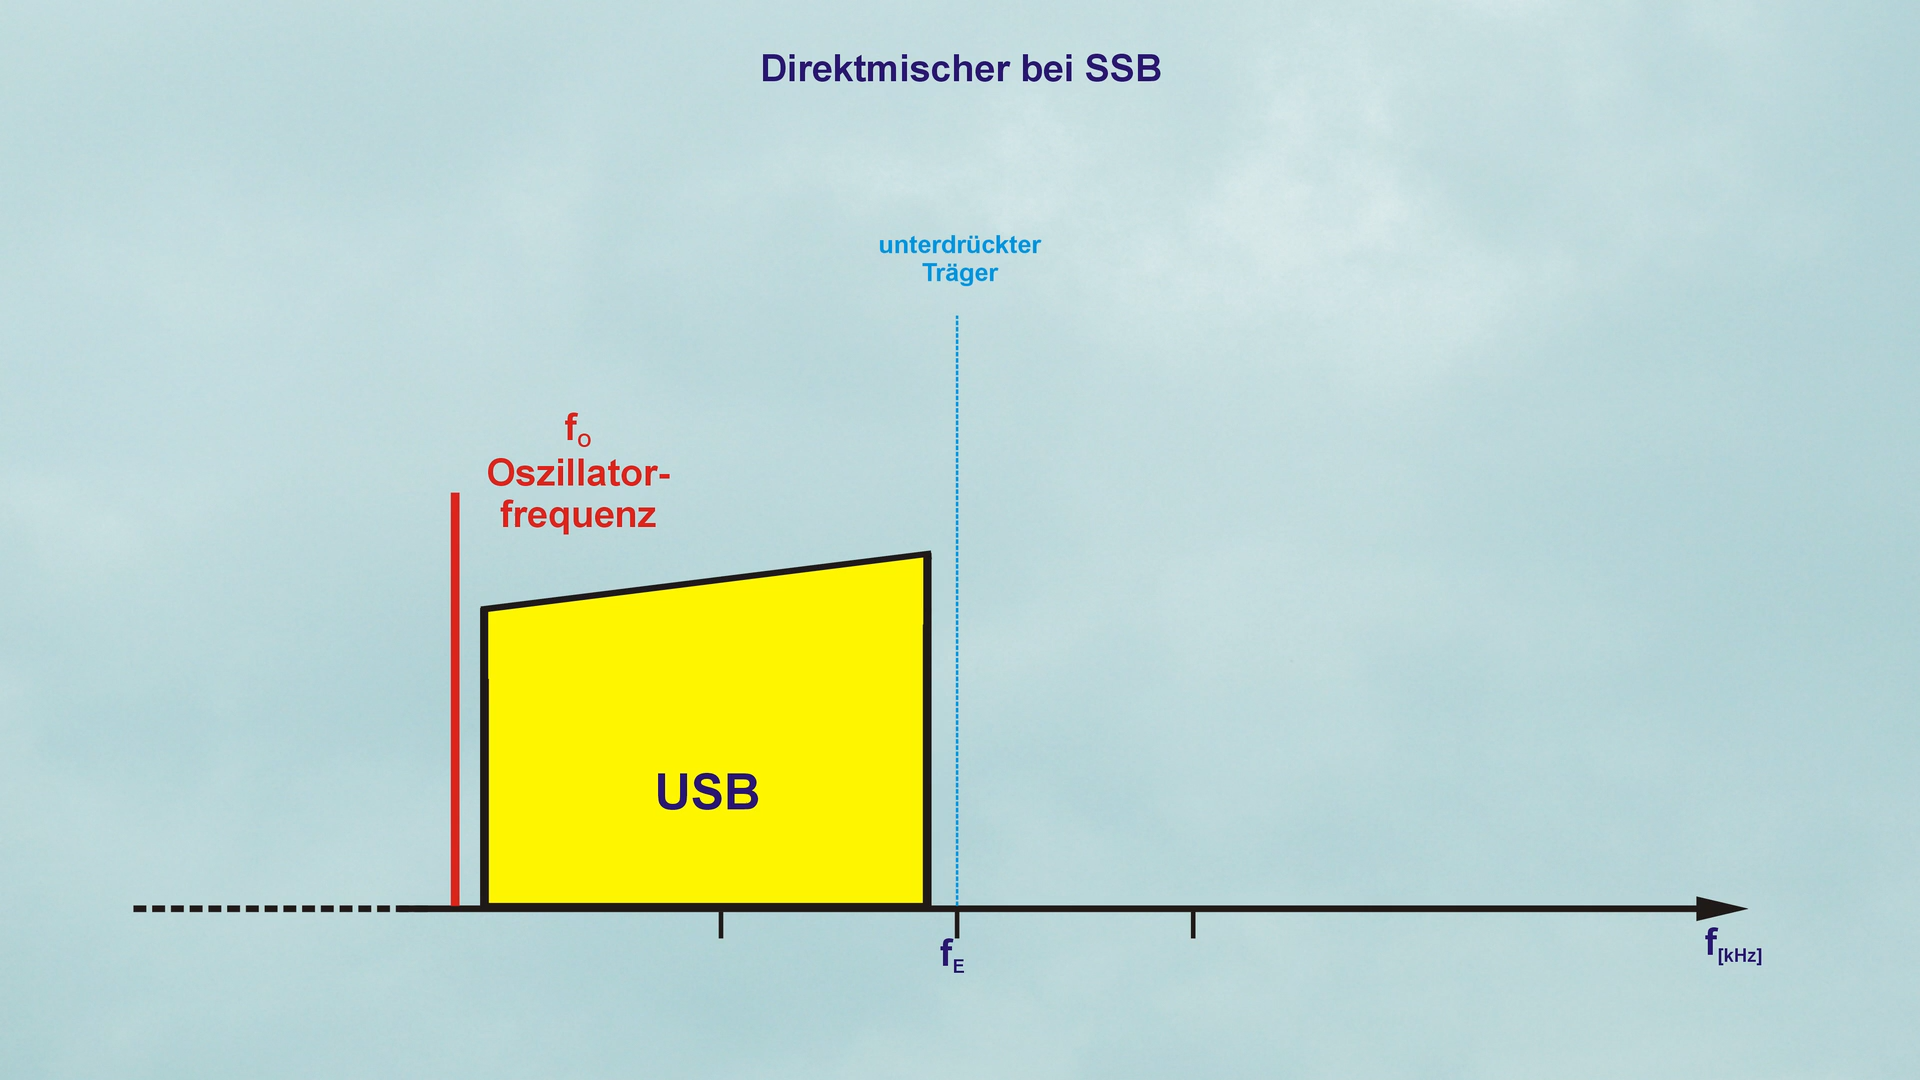 Direktmischer bei SSB
unterdrückter
Träger
fO
Oszillator-
frequenz
USB
fE
f[kHz]